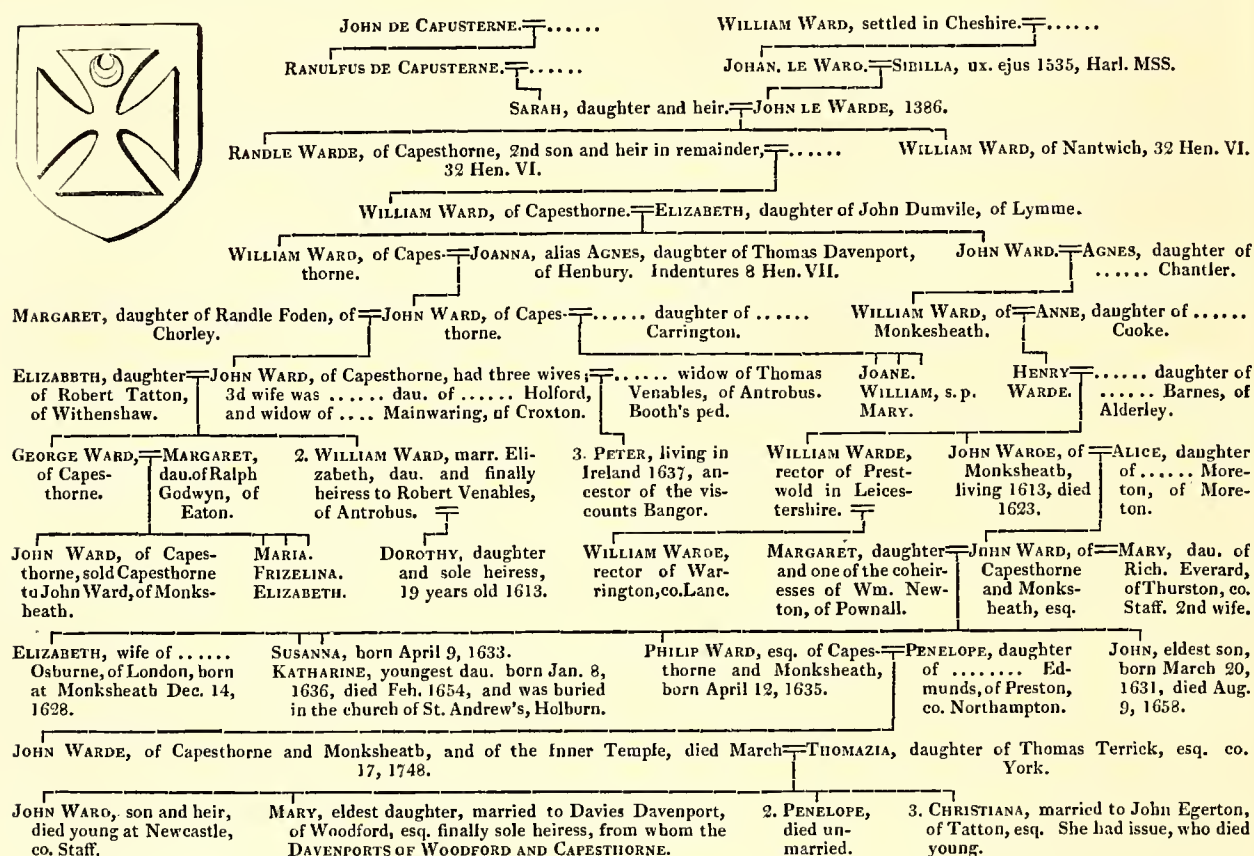 JOHN DE CAPUSTERNE.╤......
WILLIAM WARD, settled in Cheshire.╤......
RANULFUS DE CAPUSTERNE.╤......
JOHAN. LE WARD.╤SIBILLA, ux. ejus 1535, Harl. MSS.
SARAH, daughter and heir.╤JOHN LE WARDE, 1386.
RANDLE WARDE, of Capesthorne, 2nd son and heir in remainder,╤......
32 Hen. VI.
WILLIAM WARD, of Nantwich, 32 Hen. VI.
WILLIAM WARD, of Capesthorne.╤ELIZABETH, daughter of John Dumvile, of Lymme.
WILLIAM WARD, of Capes-
thorne.
JOANNA, alias AGNES, daughter of Thomas Davenport,
of Henbury. Indentures 8 Hen. VII.
JOHN WARD.╤AGNES, daughter of
...... Chantler.
MARGARET, daughter of Randle Foden, of
Chorley.
JOHN WARD, of Capes-
thorne.
...... daughter of ......
Carrington.
WILLIAM WARD, of
Monkesheath.
ANNE, daughter of ......
Cooke.
ELIZABBTH, daughter
of Robert Tatton,
of Withenshaw.
JOHN WARD, of Capesthorne, had three wives;
3d wife was ...... dau. of ...... Holford,
and widow of .... Mainwaring, of Croxton.
...... widow of Thomas
Venables, of Antrobus.
Booth's ped.
JOANE.
WILLIAM, s.p.
MARY.
HENRY
WARDE.
...... daughter of
...... Barnes, of
Alderley.
GEORGE WARD,
of Capes-
thorne.
MARGARET,
dau. of Ralph
Godwyn, of
Eaton.
2. WILLIAM WARD, marr. Eli-
zabeth, dau. and finally
heiress to Robert Venables,
of Antrobus.
3. PETER, living in
Ireland 1637, an-
cestor of the vis-
counts Bangor.
WILLIAM WARDE,
rector of Prest-
wold in Leices-
tershire.
JOHN WARDE, of
Monksheath,
living 1613, died
1623.
ALICE, daughter
of ...... More-
ton, of More-
ton.
JOHN WARD, of Capes-
thorne, sold Capesthorne
to John Ward, of Monks-
heath.
MARIA.
FRIZELINA.
ELIZABETH.
DOROTHY, daughter
and sole heiress,
19 years old 1613.
WILLIAM WARDE,
rector of War-
rington, co. Lanc.
MARGARET, daughter
and one of the coheir-
esses of Wm. New-
ton, of Pownall.
JOHN WARD, of
Capesthorne
and Monks-
heath, esq.
MARY, dau. of
Rich. Everard,
of Thurston, co.
Staff. 2nd wife.
ELIZABETH, wife of ......
Osburne, of London, born
at Monksheath Dec. 14,
1628.
SUSANNA, born April 9, 1633.
KATHARINE, youngest dau. born Jan. 8,
1636, died Feh. 1654, and was buried
in the church of St. Andrew's, Holburn.
PHILIP WARD, esq. of Capes-
thorne and Monksheath,
born April 12, 1635.
PENELOPE, daughter
of ........ Ed-
munds, of Preston,
co. Northampton.
JOHN, eldest son,
born March 20,
1631, died Aug.
9, 1658.
JOHN WARDE, of Capesthorne and Monksheath, and of the Inner Temple, died March
17, 1748.
THOMAZIA, daughter of Thomas Terrick, esq. co.
York.
JOHN WARD, son and heir,
died young at Newcastle,
co. Staff.
MARY, eldest daughter, married to Davies Davenport,
of Woodford, esq. finally sole heiress, from whom the
DAVENPORTS OF WOODFORD AND CAPESTHORNE.
2. PENELOPE,
died un-
married.
3. CHRISTIANA, married to John Egerton,
of Tatton, esq. She had issue, who died
young.